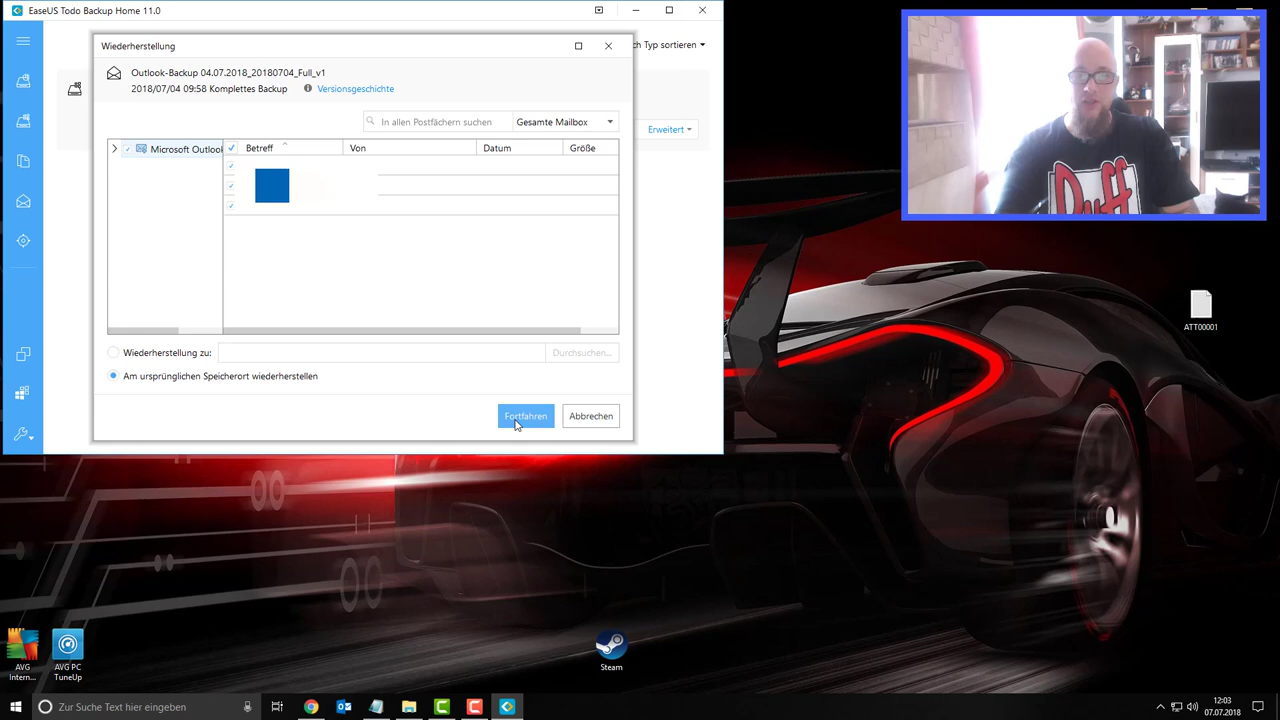 EaseUS Todo Backup Home 11.0
ch Typ sortieren
Wiederherstellung
Outlook-Backup 04.07.2018_20180704_Full_v1
2018/07/04 09:58 Komplettes Backup
Versionsgeschichte
In allen Postfächern suchen
Gesamte Mailbox
Erweitert
Microsoft Outlook
Betreff
Von
Datum
Größe
Wiederherstellung zu:
Durchsuchen...
Am ursprünglichen Speicherort wiederherstellen
Fortfahren
Abbrechen
Duff
ATT00001
AVG
Intern...
AVG PC
TuneUp
Steam
Zur Suche Text hier eingeben
12:03
07.07.2018